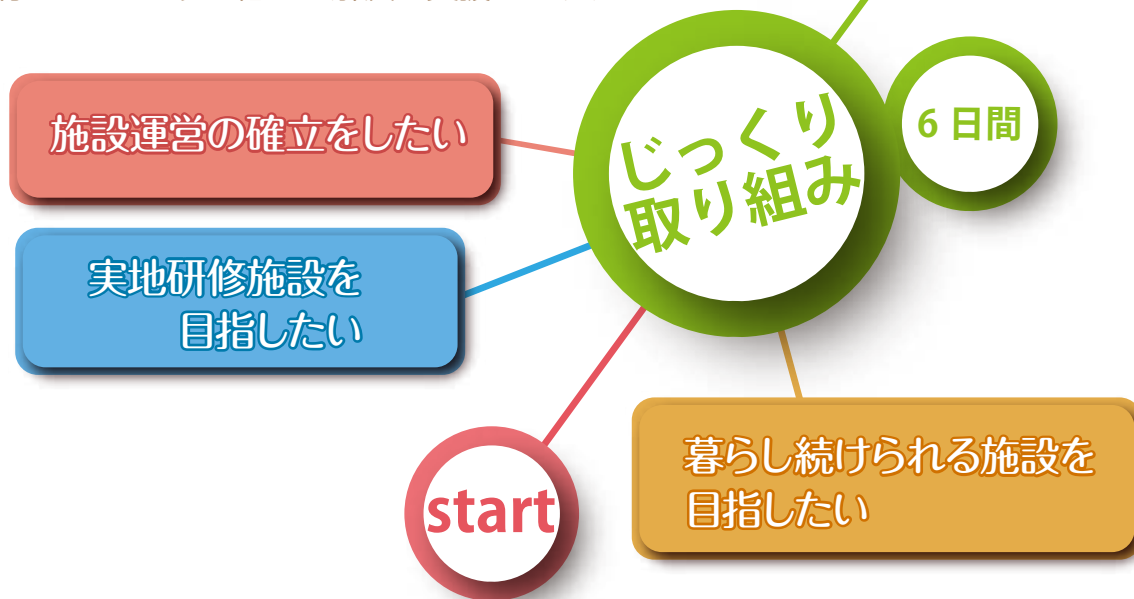 施設運営の確立をしたい
じっくり
取り組み
6日間
実地研修施設を
目指したい
暮らし続けられる施設を
目指したい
start